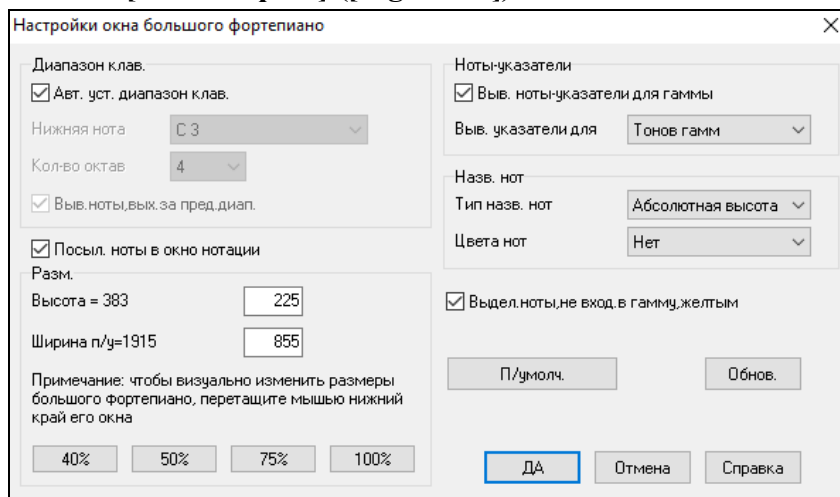 Настройки окна большого фортепиано
Диапазон клав.
Авт. уст. диапазон клав.
Нижняя нота C 3
Кол-во октав 4
Выв.ноты,вых.за пред.диап.
Посыл. ноты в окно нотации
Разм.
Высота = 383 225
Ширина п/у=1915 855
Примечание: чтобы визуально изменить размеры
большого фортепиано, перетащите мышью нижний
край его окна
40% 50% 75% 100%
Ноты-указатели
Выв. ноты-указатели для гаммы
Выв. указатели для Тонов гамм
Назв. нот
Тип назв. нот Абсолютная высота
Цвета нот Нет
Выдел.ноты,не вход.в гамму,желтым
П/умолч. Обнов.
ДА Отмена Справка